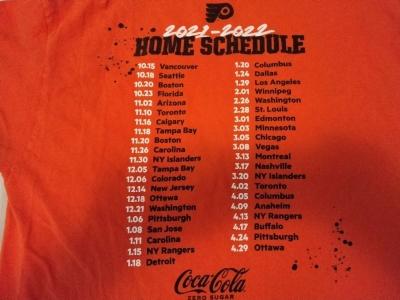 2021-2022
HOME SCHEDULE
10.15 Vancouver
10.18 Seattle
10.20 Boston
10.23 Florida
11.02 Arizona
11.10 Toronto
11.16 Calgary
11.18 Tampa Bay
11.20 Boston
11.26 Carolina
11.30 NY Islanders
12.05 Tampa Bay
12.06 Colorado
12.14 New Jersey
12.18 Ottawa
12.21 Washington
1.06 Pittsburgh
1.08 San Jose
1.11 Carolina
1.15 NY Rangers
1.18 Detroit
1.20 Columbus
1.24 Dallas
1.29 Los Angeles
2.01 Winnipeg
2.26 Washington
2.28 St. Louis
3.01 Edmonton
3.03 Minnesota
3.05 Chicago
3.08 Vegas
3.13 Montreal
3.17 Nashville
3.20 NY Islanders
4.02 Toronto
4.05 Columbus
4.09 Anaheim
4.13 NY Rangers
4.17 Buffalo
4.24 Pittsburgh
4.29 Ottawa
Coca-Cola
ZERO SUGAR